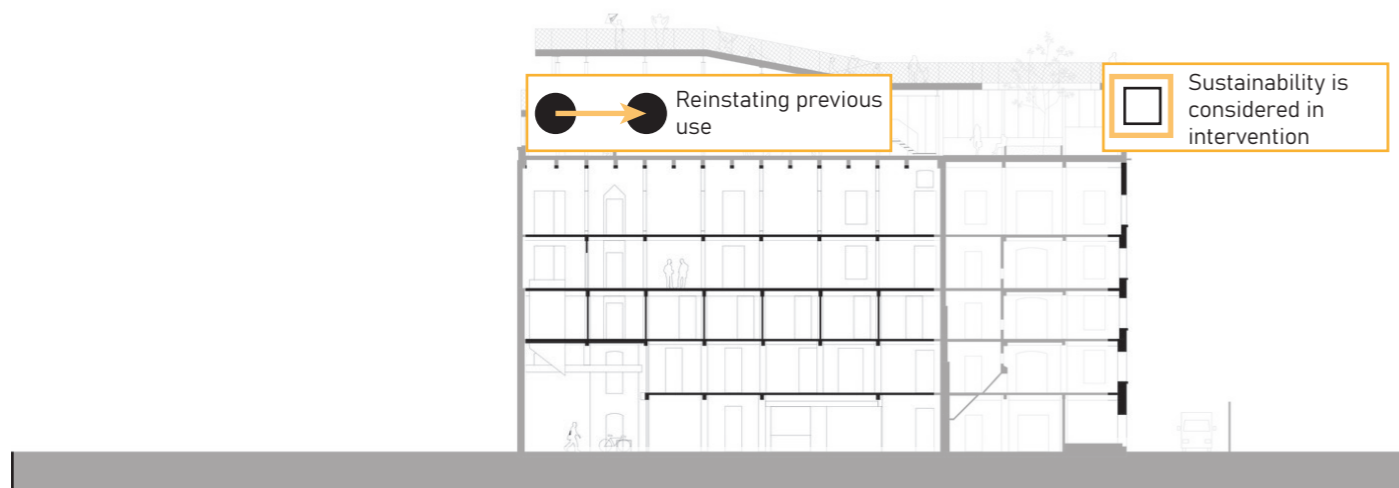 Reinstating previous
use
Sustainability is
considered in
intervention